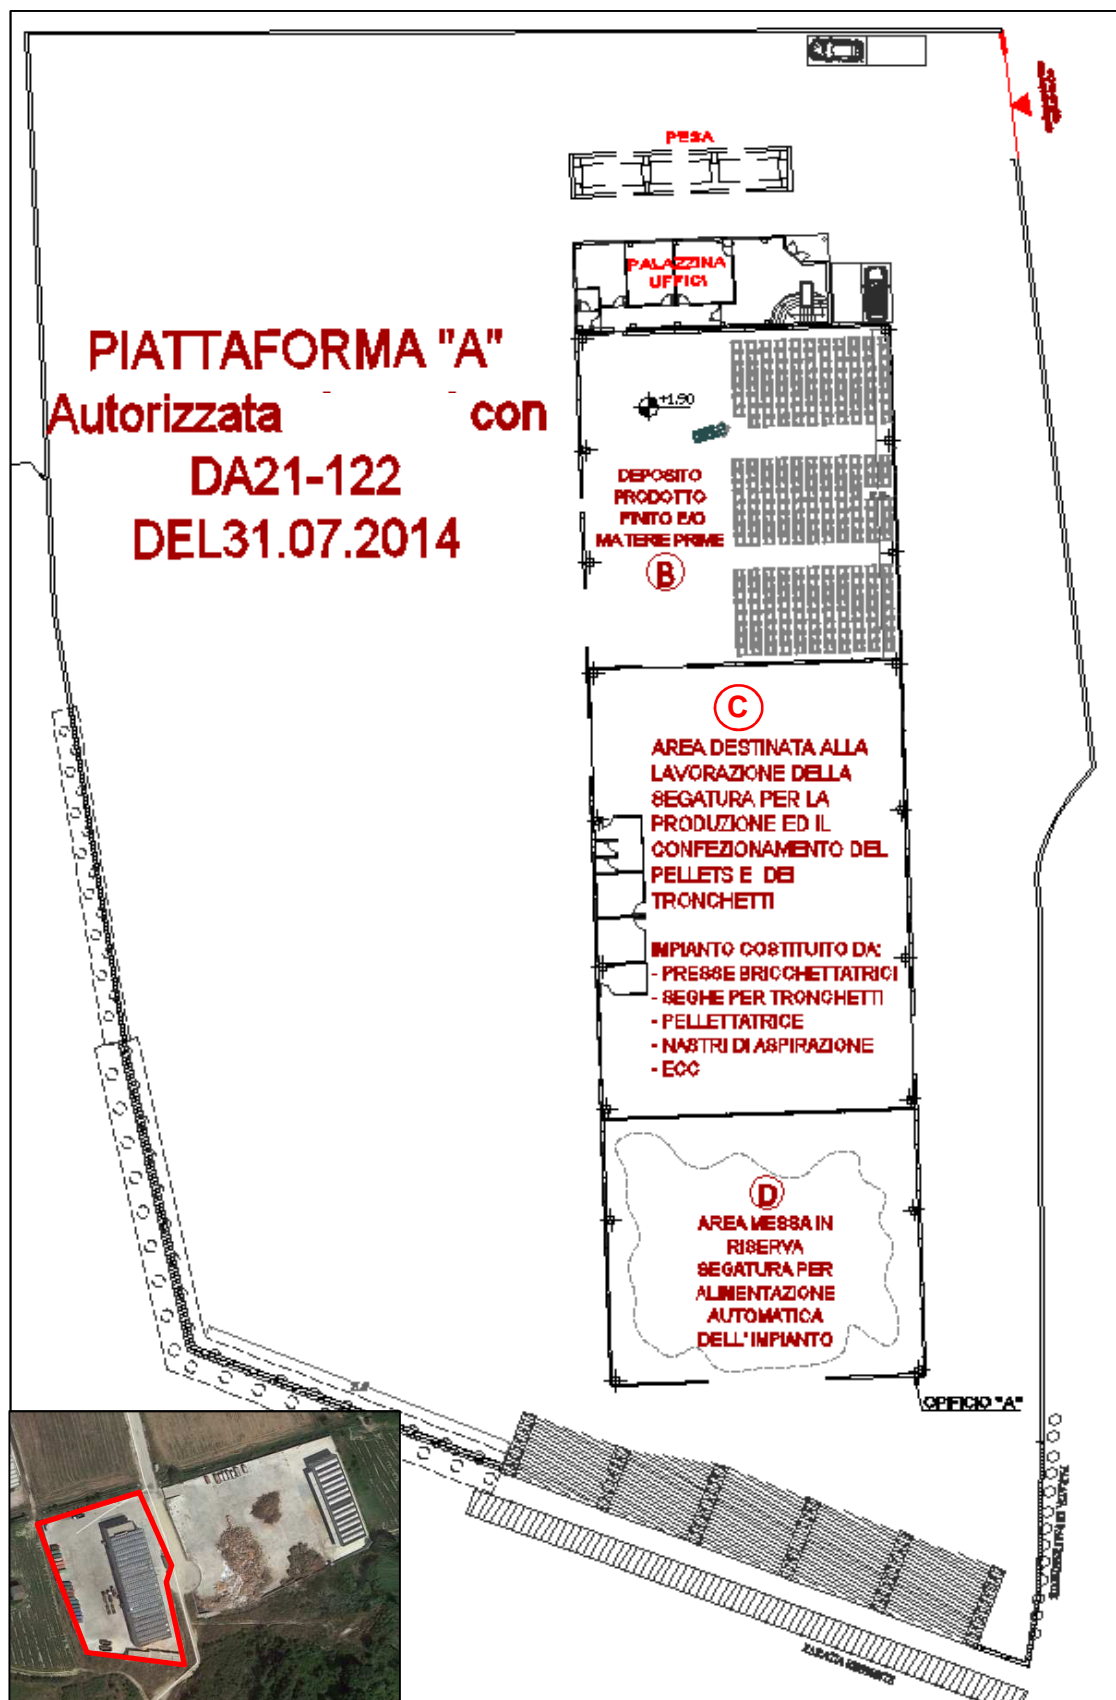 PESA
PALAZZINA
UFFICI
PIATTAFORMA "A"
Autorizzata con
DA21-122
DEL31.07.2014
+1.90
DEPOSITO
PRODOTTO
FINITO E/O
MATERIE PRIME
B
C
AREA DESTINATA ALLA
LAVORAZIONE DELLA
SEGATURA PER LA
PRODUZIONE ED IL
CONFEZIONAMENTO DEL
PELLETS E DEI
TRONCHETTI
IMPIANTO COSTITUITO DA:
- PRESSE BRICCHETTATRICI
- SEGHE PER TRONCHETTI
- PELLETTATRICE
- NASTRI DI ASPIRAZIONE
- ECC
D
AREA MESSA IN
RISERVA
SEGATURA PER
ALIMENTAZIONE
AUTOMATICA
DELL'IMPIANTO
OPIFICIO "A"